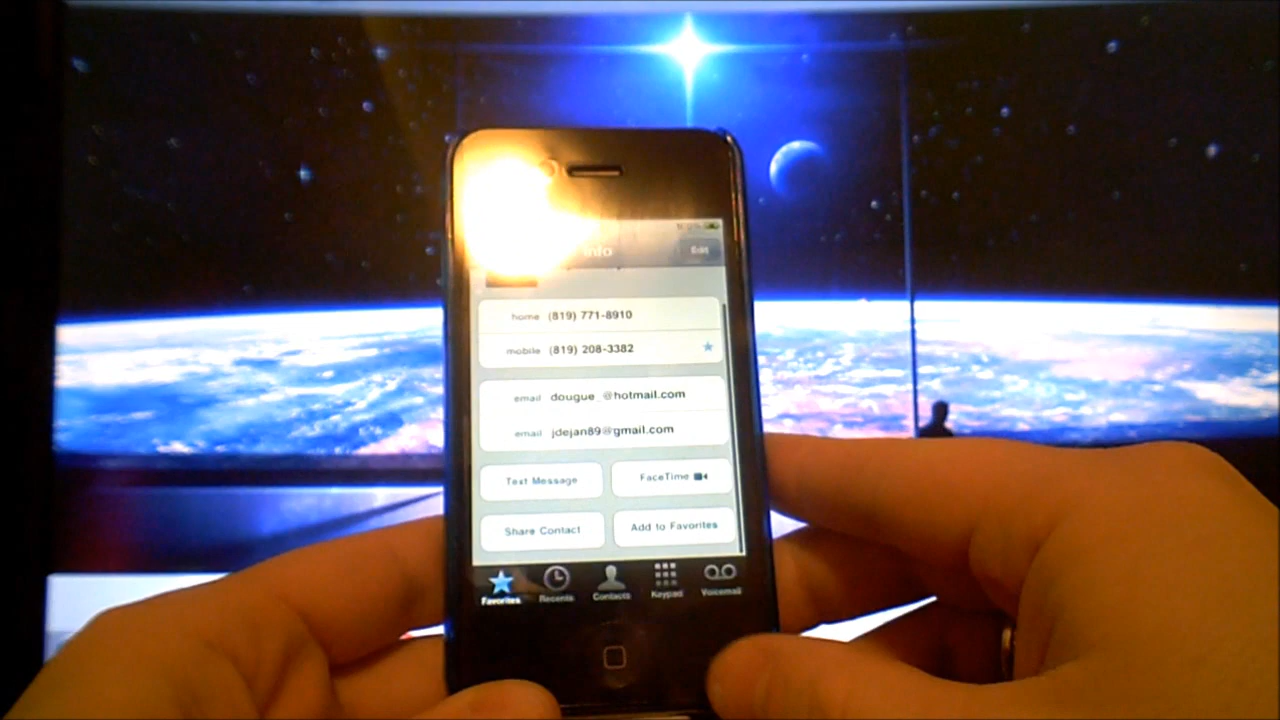 Info Edit
home (819) 771-8910
mobile (819) 208-3382
email dougue_@hotmail.com
email jdejan89@gmail.com
Text Message FaceTime
Share Contact Add to Favorites
Favorites Recents Contacts Keypad Voicemail